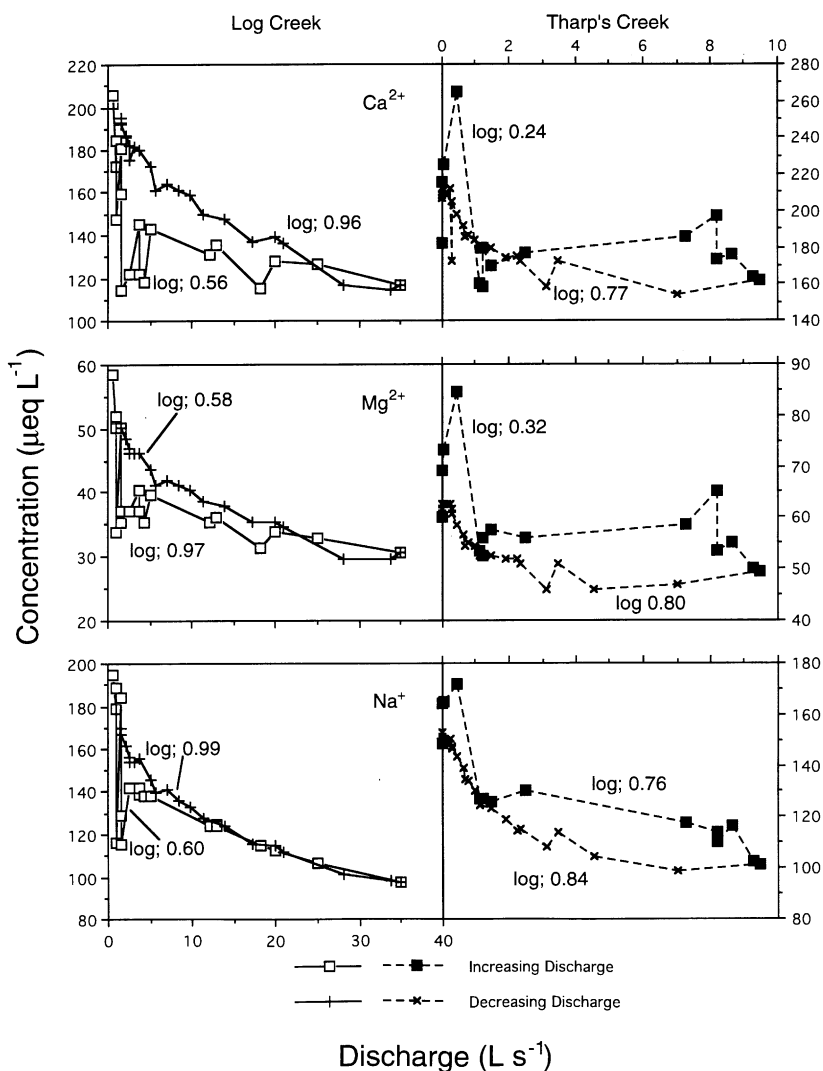 Log Creek
Tharp's Creek
0 2 4 6 8 10
220
200
180
160
140
120
100
Ca2+
log; 0.96
log; 0.56
log; 0.24
log; 0.77
280
260
240
220
200
180
160
140
Concentration (µeq L-1)
60
50
40
30
20
Mg2+
log; 0.58
log; 0.97
log; 0.32
log 0.80
90
80
70
60
50
40
200
180
160
140
120
100
80
Na+
log; 0.99
log; 0.60
log; 0.76
log; 0.84
180
160
140
120
100
80
0 10 20 30 40
Increasing Discharge
Decreasing Discharge
Discharge (L s-1)